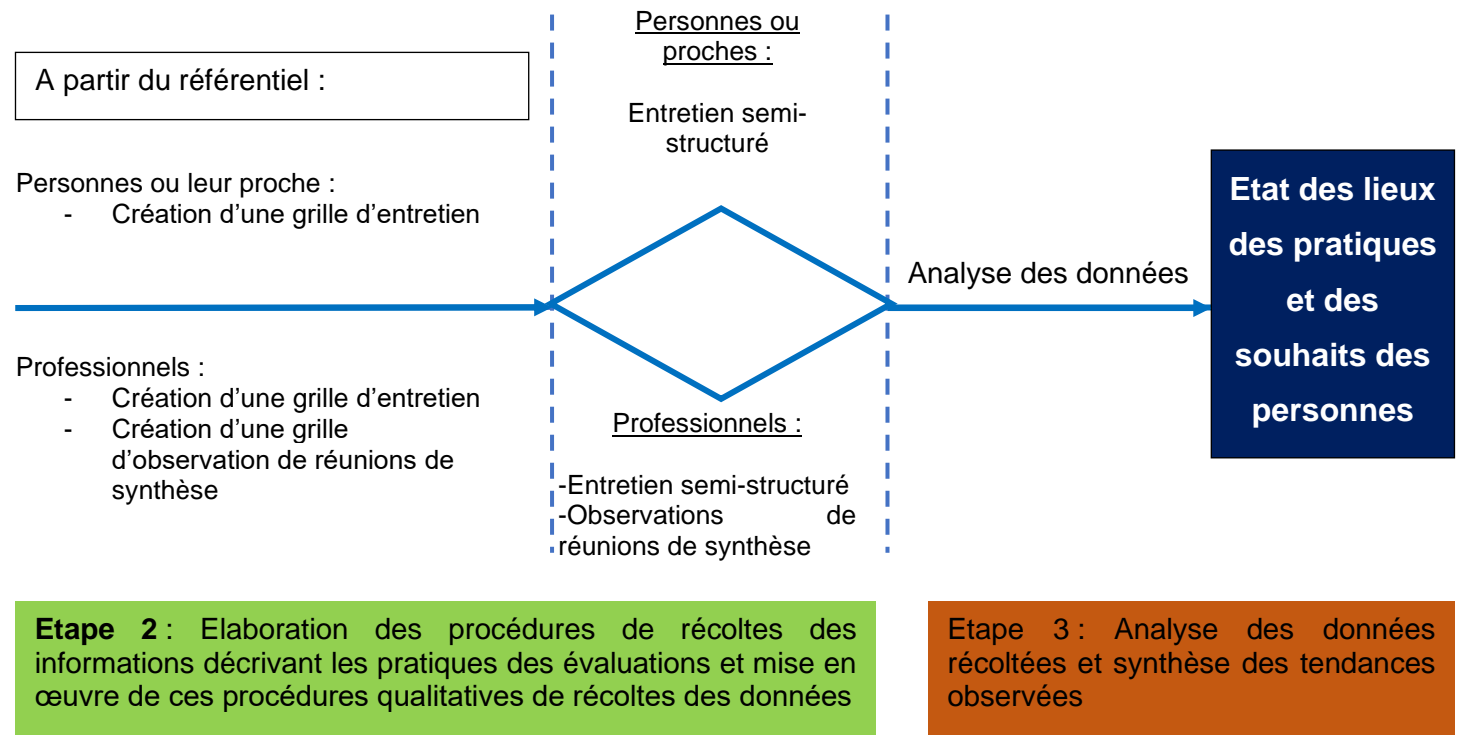 A partir du référentiel :
Personnes ou leur proche :
- Création d’une grille d’entretien
Professionnels :
- Création d’une grille d’entretien
- Création d’une grille
d’observation de réunions de
synthèse
Personnes ou
proches :
Entretien semi-
structuré
Professionnels :
-Entretien semi-structuré
-Observations de
réunions de synthèse
Analyse des données
Etat des lieux
des pratiques
et des
souhaits des
personnes
Etape 2 : Elaboration des procédures de récoltes des
informations décrivant les pratiques des évaluations et mise en
œuvre de ces procédures qualitatives de récoltes des données
Etape 3 : Analyse des données
récoltées et synthèse des tendances
observées